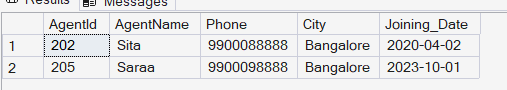 Results Messages
AgentId AgentName Phone City Joining_Date
1 202 Sita 9900088888 Bangalore 2020-04-02
2 205 Saraa 9900098888 Bangalore 2023-10-01